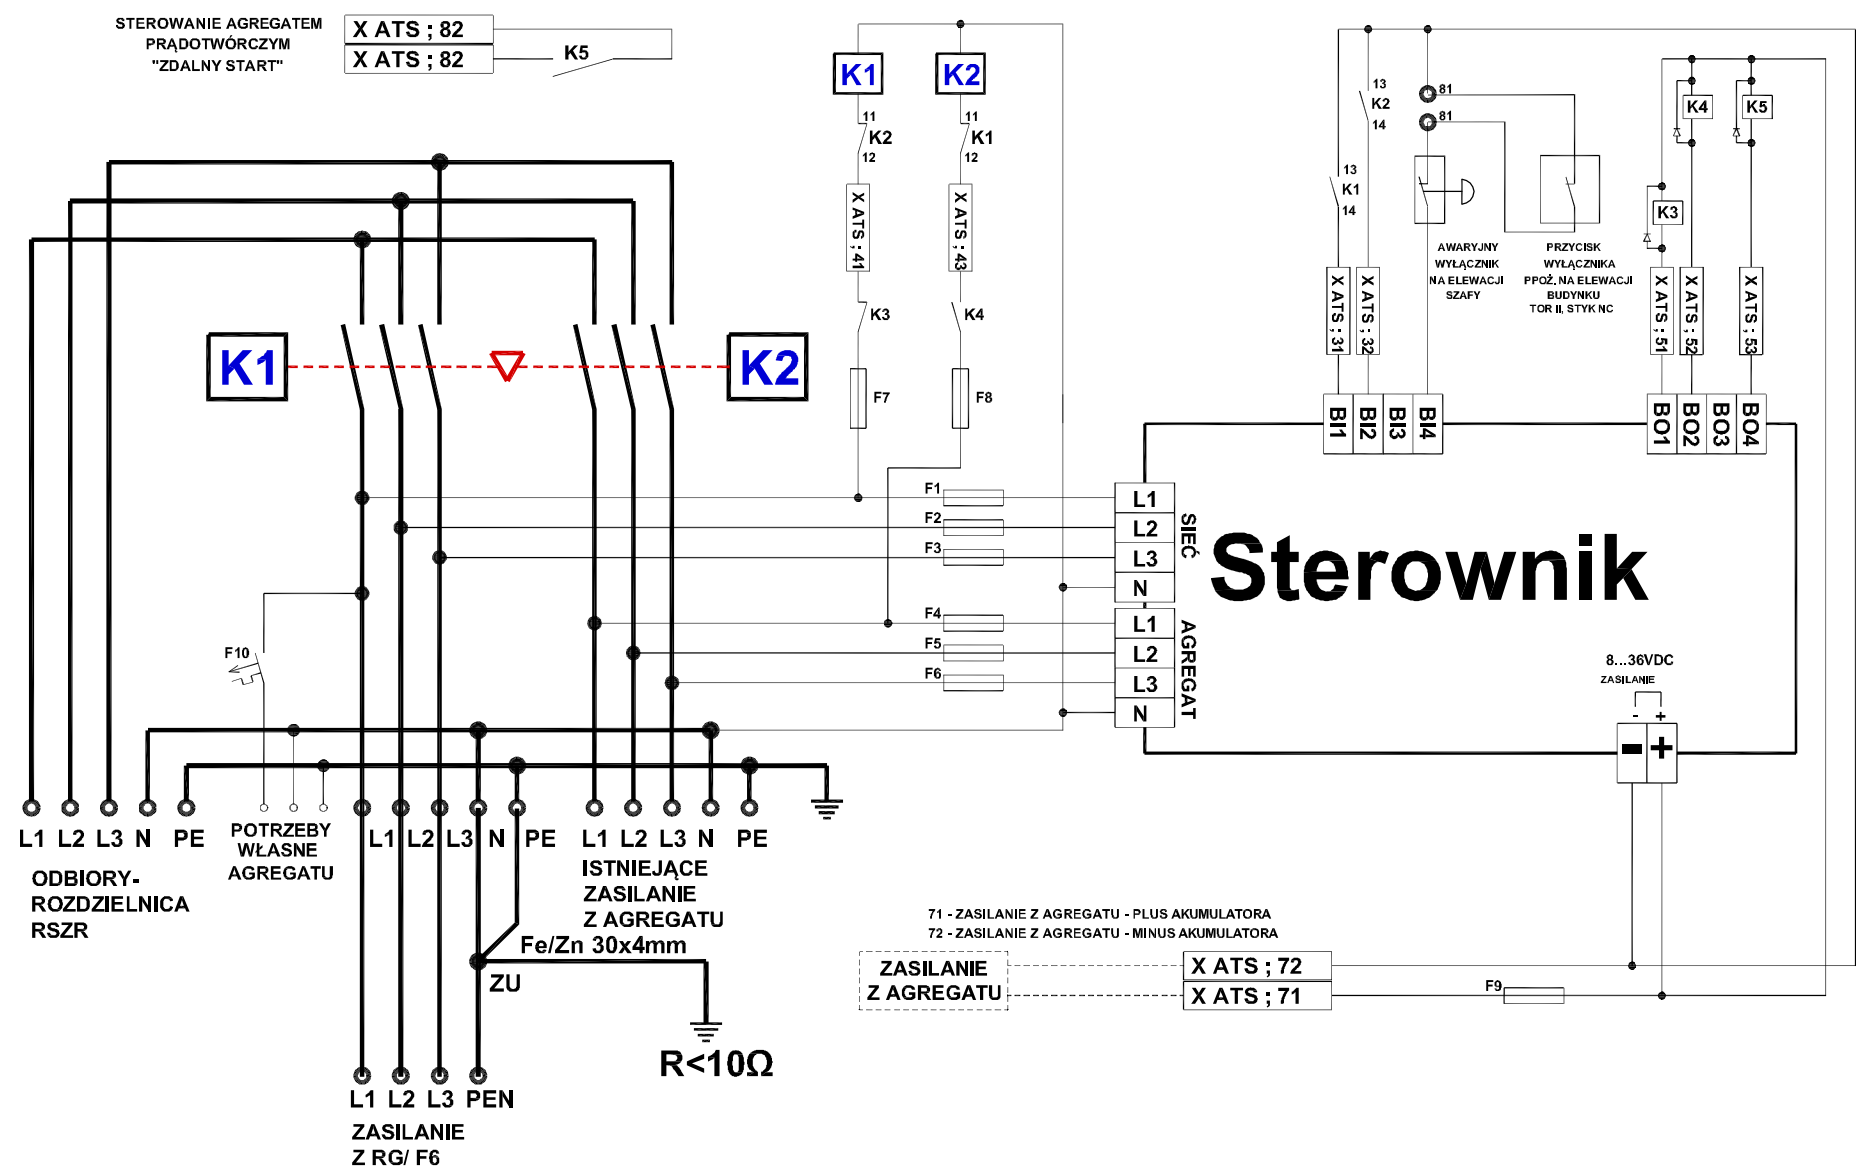 STEROWANIE AGREGATEM
PRĄDOTWÓRCZYM
"ZDALNY START"
X ATS ; 82
X ATS ; 82
K5
K1
K2
11
K2
12
11
K1
12
X ATS ; 41
X ATS ; 43
K3
K4
F7
F8
13
K2
14
13
K1
14
81
81
AWARYJNY
WYŁĄCZNIK
NA ELEWACJI
SZAFY
PRZYCISK
WYŁĄCZNIKA
PPOŻ. NA ELEWACJI
BUDYNKU
TOR II, STYK NC
K4
K5
K3
X ATS ; 31
X ATS ; 32
X ATS ; 51
X ATS ; 52
X ATS ; 53
BI1
BI2
BI3
BI4
BO1
BO2
BO3
BO4
K1
K2
F1
F2
F3
F4
F5
F6
L1
L2
L3
N
SIEĆ
L1
L2
L3
N
AGREGAT
Sterownik
8...36VDC
ZASILANIE
- +
- +
F10
L1 L2 L3 N PE
ODBIORY-
ROZDZIELNICA
RSZR
POTRZEBY
WŁASNE
AGREGATU
L1 L2 L3 N PE
L1 L2 L3 N PE
ISTNIEJĄCE
ZASILANIE
Z AGREGATU
Fe/Zn 30x4mm
ZU
R<10Ω
L1 L2 L3 PEN
ZASILANIE
Z RG/ F6
71 - ZASILANIE Z AGREGATU - PLUS AKUMULATORA
72 - ZASILANIE Z AGREGATU - MINUS AKUMULATORA
ZASILANIE
Z AGREGATU
X ATS ; 72
X ATS ; 71
F9